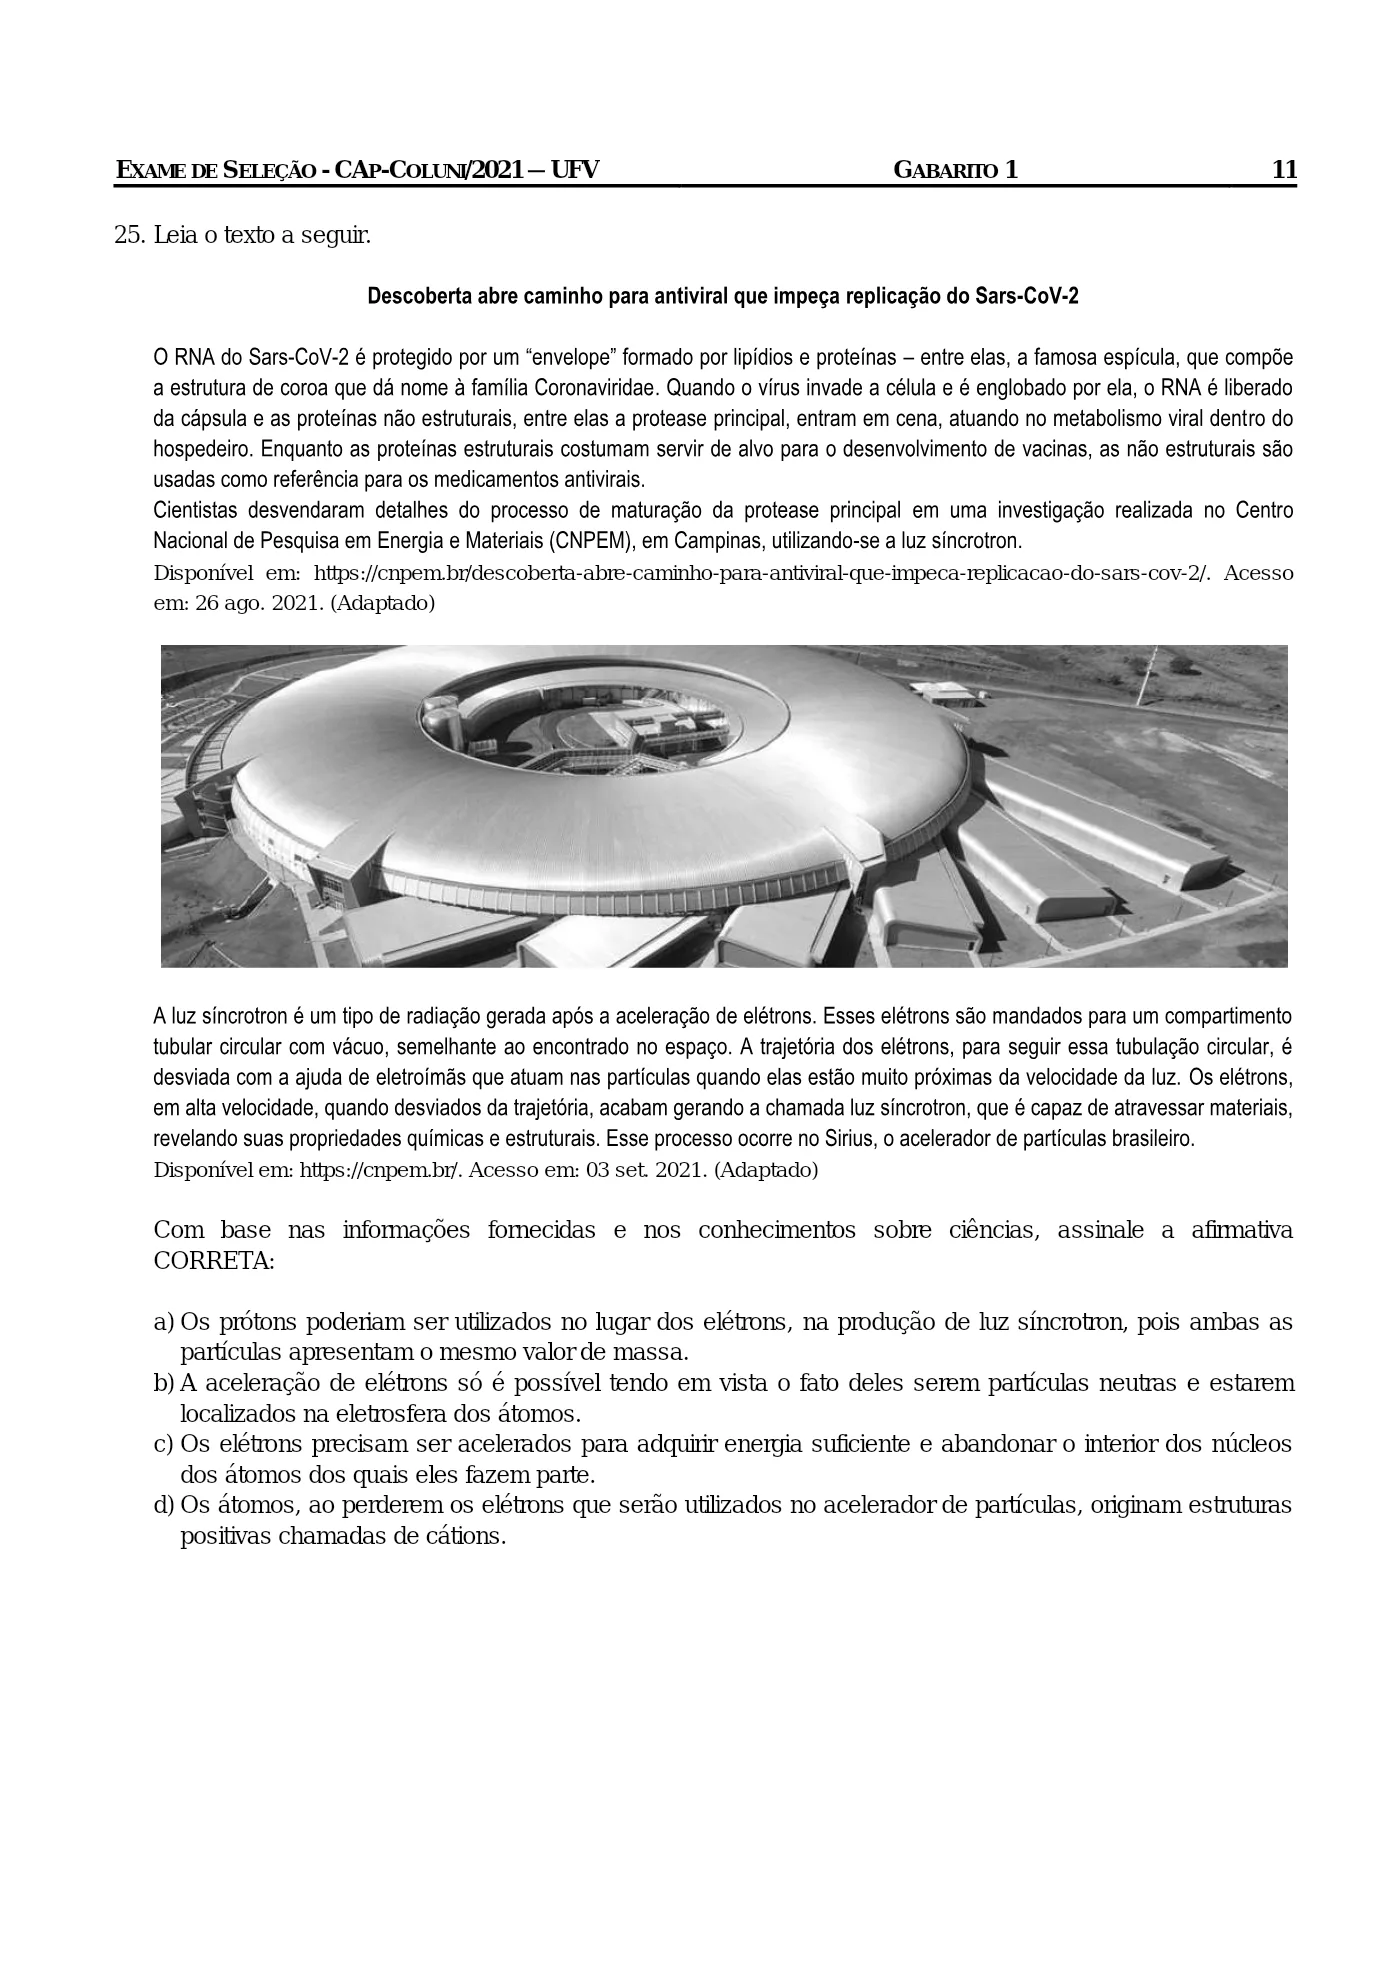 EXAME DE SELEÇÃO - CAP-COLUNI/2021 — UFV GABARITO 1 11
25. Leia o texto a seguir.
Descoberta abre caminho para antiviral que impeça replicação do Sars-CoV-2
O RNA do Sars-CoV-2 é protegido por um “envelope” formado por lipídios e proteínas – entre elas, a famosa espícula, que compõe
a estrutura de coroa que dá nome à família Coronaviridae. Quando o vírus invade a célula e é englobado por ela, o RNA é liberado
da cápsula e as proteínas não estruturais, entre elas a protease principal, entram em cena, atuando no metabolismo viral dentro do
hospedeiro. Enquanto as proteínas estruturais costumam servir de alvo para o desenvolvimento de vacinas, as não estruturais são
usadas como referência para os medicamentos antivirais.
Cientistas desvendaram detalhes do processo de maturação da protease principal em uma investigação realizada no Centro
Nacional de Pesquisa em Energia e Materiais (CNPEM), em Campinas, utilizando-se a luz síncrotron.
Disponível em: https://cnpem.br/descoberta-abre-caminho-para-antiviral-que-impeca-replicacao-do-sars-cov-2/. Acesso
em: 26 ago. 2021. (Adaptado)
A luz síncrotron é um tipo de radiação gerada após a aceleração de elétrons. Esses elétrons são mandados para um compartimento
tubular circular com vácuo, semelhante ao encontrado no espaço. A trajetória dos elétrons, para seguir essa tubulação circular, é
desviada com a ajuda de eletroímãs que atuam nas partículas quando elas estão muito próximas da velocidade da luz. Os elétrons,
em alta velocidade, quando desviados da trajetória, acabam gerando a chamada luz síncrotron, que é capaz de atravessar materiais,
revelando suas propriedades químicas e estruturais. Esse processo ocorre no Sirius, o acelerador de partículas brasileiro.
Disponível em: https://cnpem.br/. Acesso em: 03 set. 2021. (Adaptado)
Com base nas informações fornecidas e nos conhecimentos sobre ciências, assinale a afirmativa
CORRETA:
a) Os prótons poderiam ser utilizados no lugar dos elétrons, na produção de luz síncrotron, pois ambas as
partículas apresentam o mesmo valor de massa.
b) A aceleração de elétrons só é possível tendo em vista o fato deles serem partículas neutras e estarem
localizados na eletrosfera dos átomos.
c) Os elétrons precisam ser acelerados para adquirir energia suficiente e abandonar o interior dos núcleos
dos átomos dos quais eles fazem parte.
d) Os átomos, ao perderem os elétrons que serão utilizados no acelerador de partículas, originam estruturas
positivas chamadas de cátions.